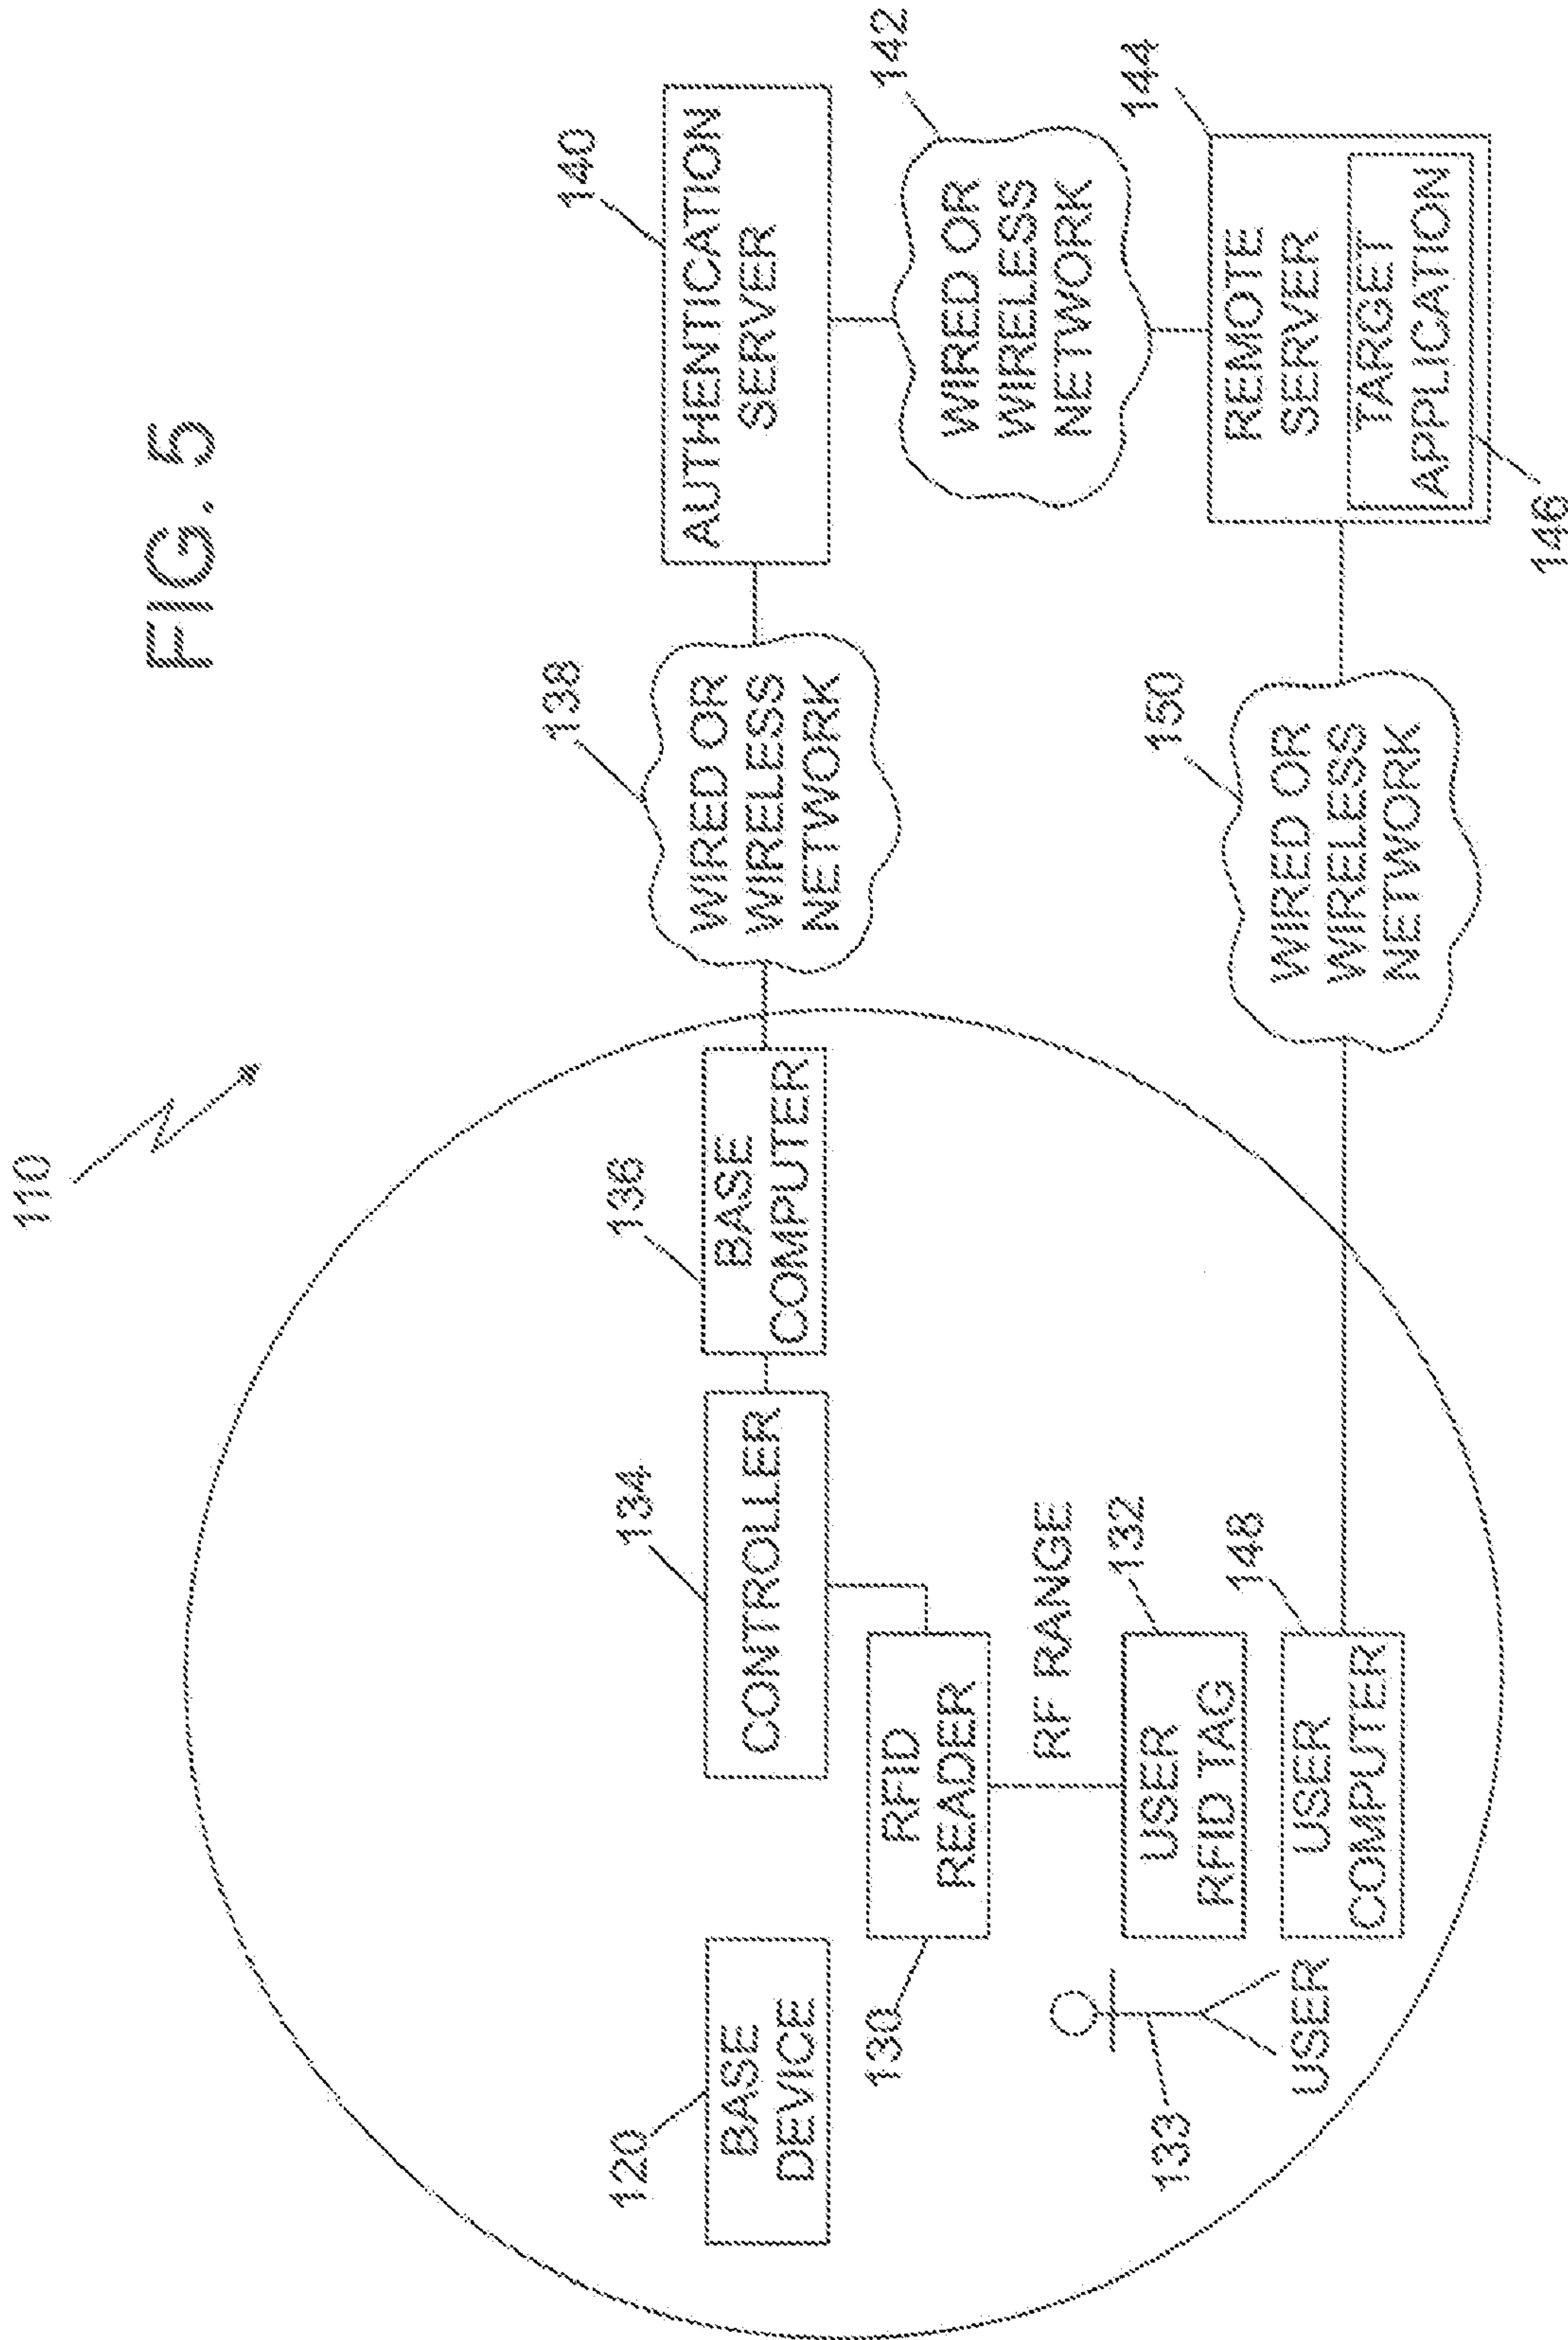 FIG. 5
110
120
BASE
DEVICE
134
CONTROLLER
136
BASE
COMPUTER
138
WIRED OR
WIRELESS
NETWORK
140
AUTHENTICATION
SERVER
130
RFID
READER
RF RANGE
142
WIRED OR
WIRELESS
NETWORK
133
USER
132
USER
RFID TAG
148
USER
COMPUTER
150
WIRED OR
WIRELESS
NETWORK
144
REMOTE
SERVER
TARGET
APPLICATION
146